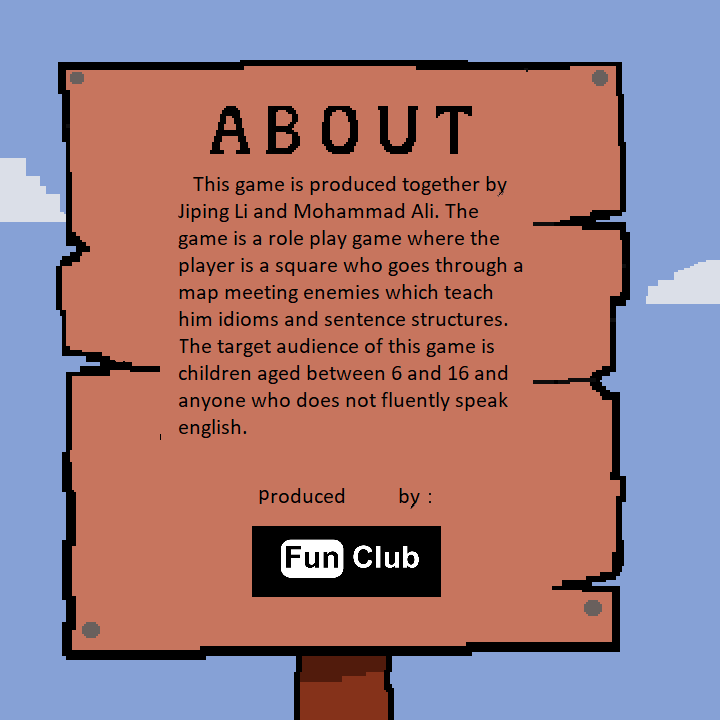 ABOUT
This game is produced together by
Jiping Li and Mohammad Ali. The
game is a role play game where the
player is a square who goes through a
map meeting enemies which teach
him idioms and sentence structures.
The target audience of this game is
children aged between 6 and 16 and
anyone who does not fluently speak
english.
produced by :
Fun Club